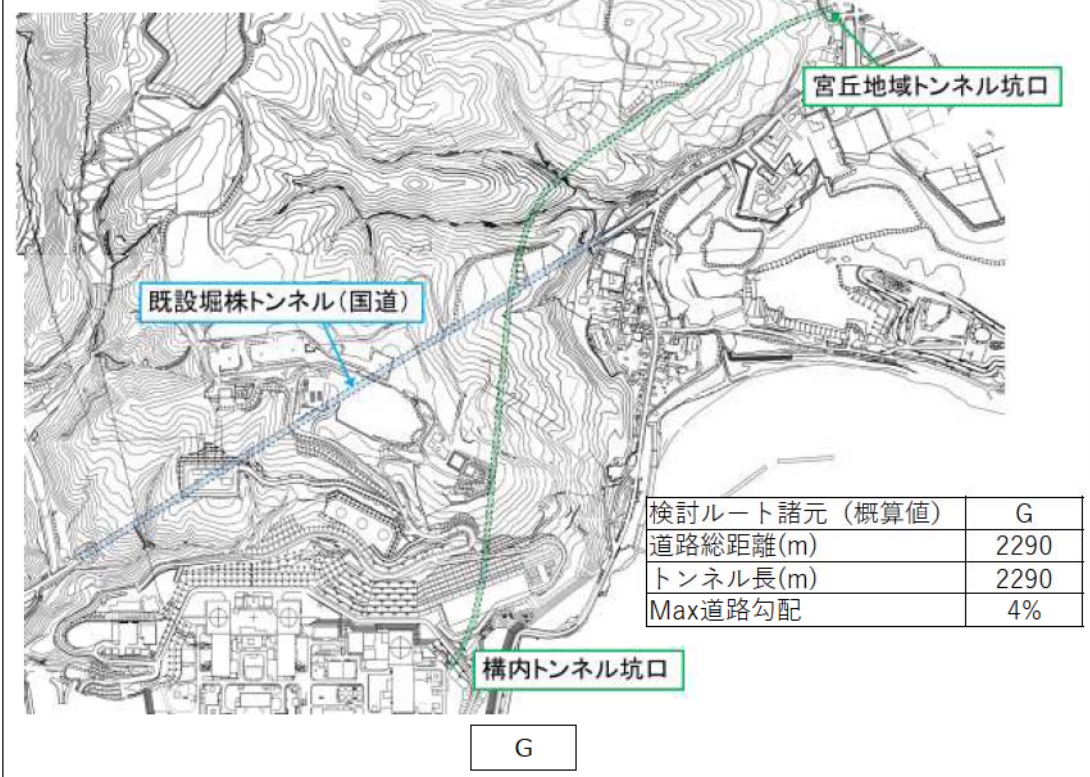 宮丘地域トンネル坑口
既設堀株トンネル(国道)
検討ルート諸元(概算値) G
道路総距離(m) 2290
トンネル長(m) 2290
Max道路勾配 4%
構内トンネル坑口
G